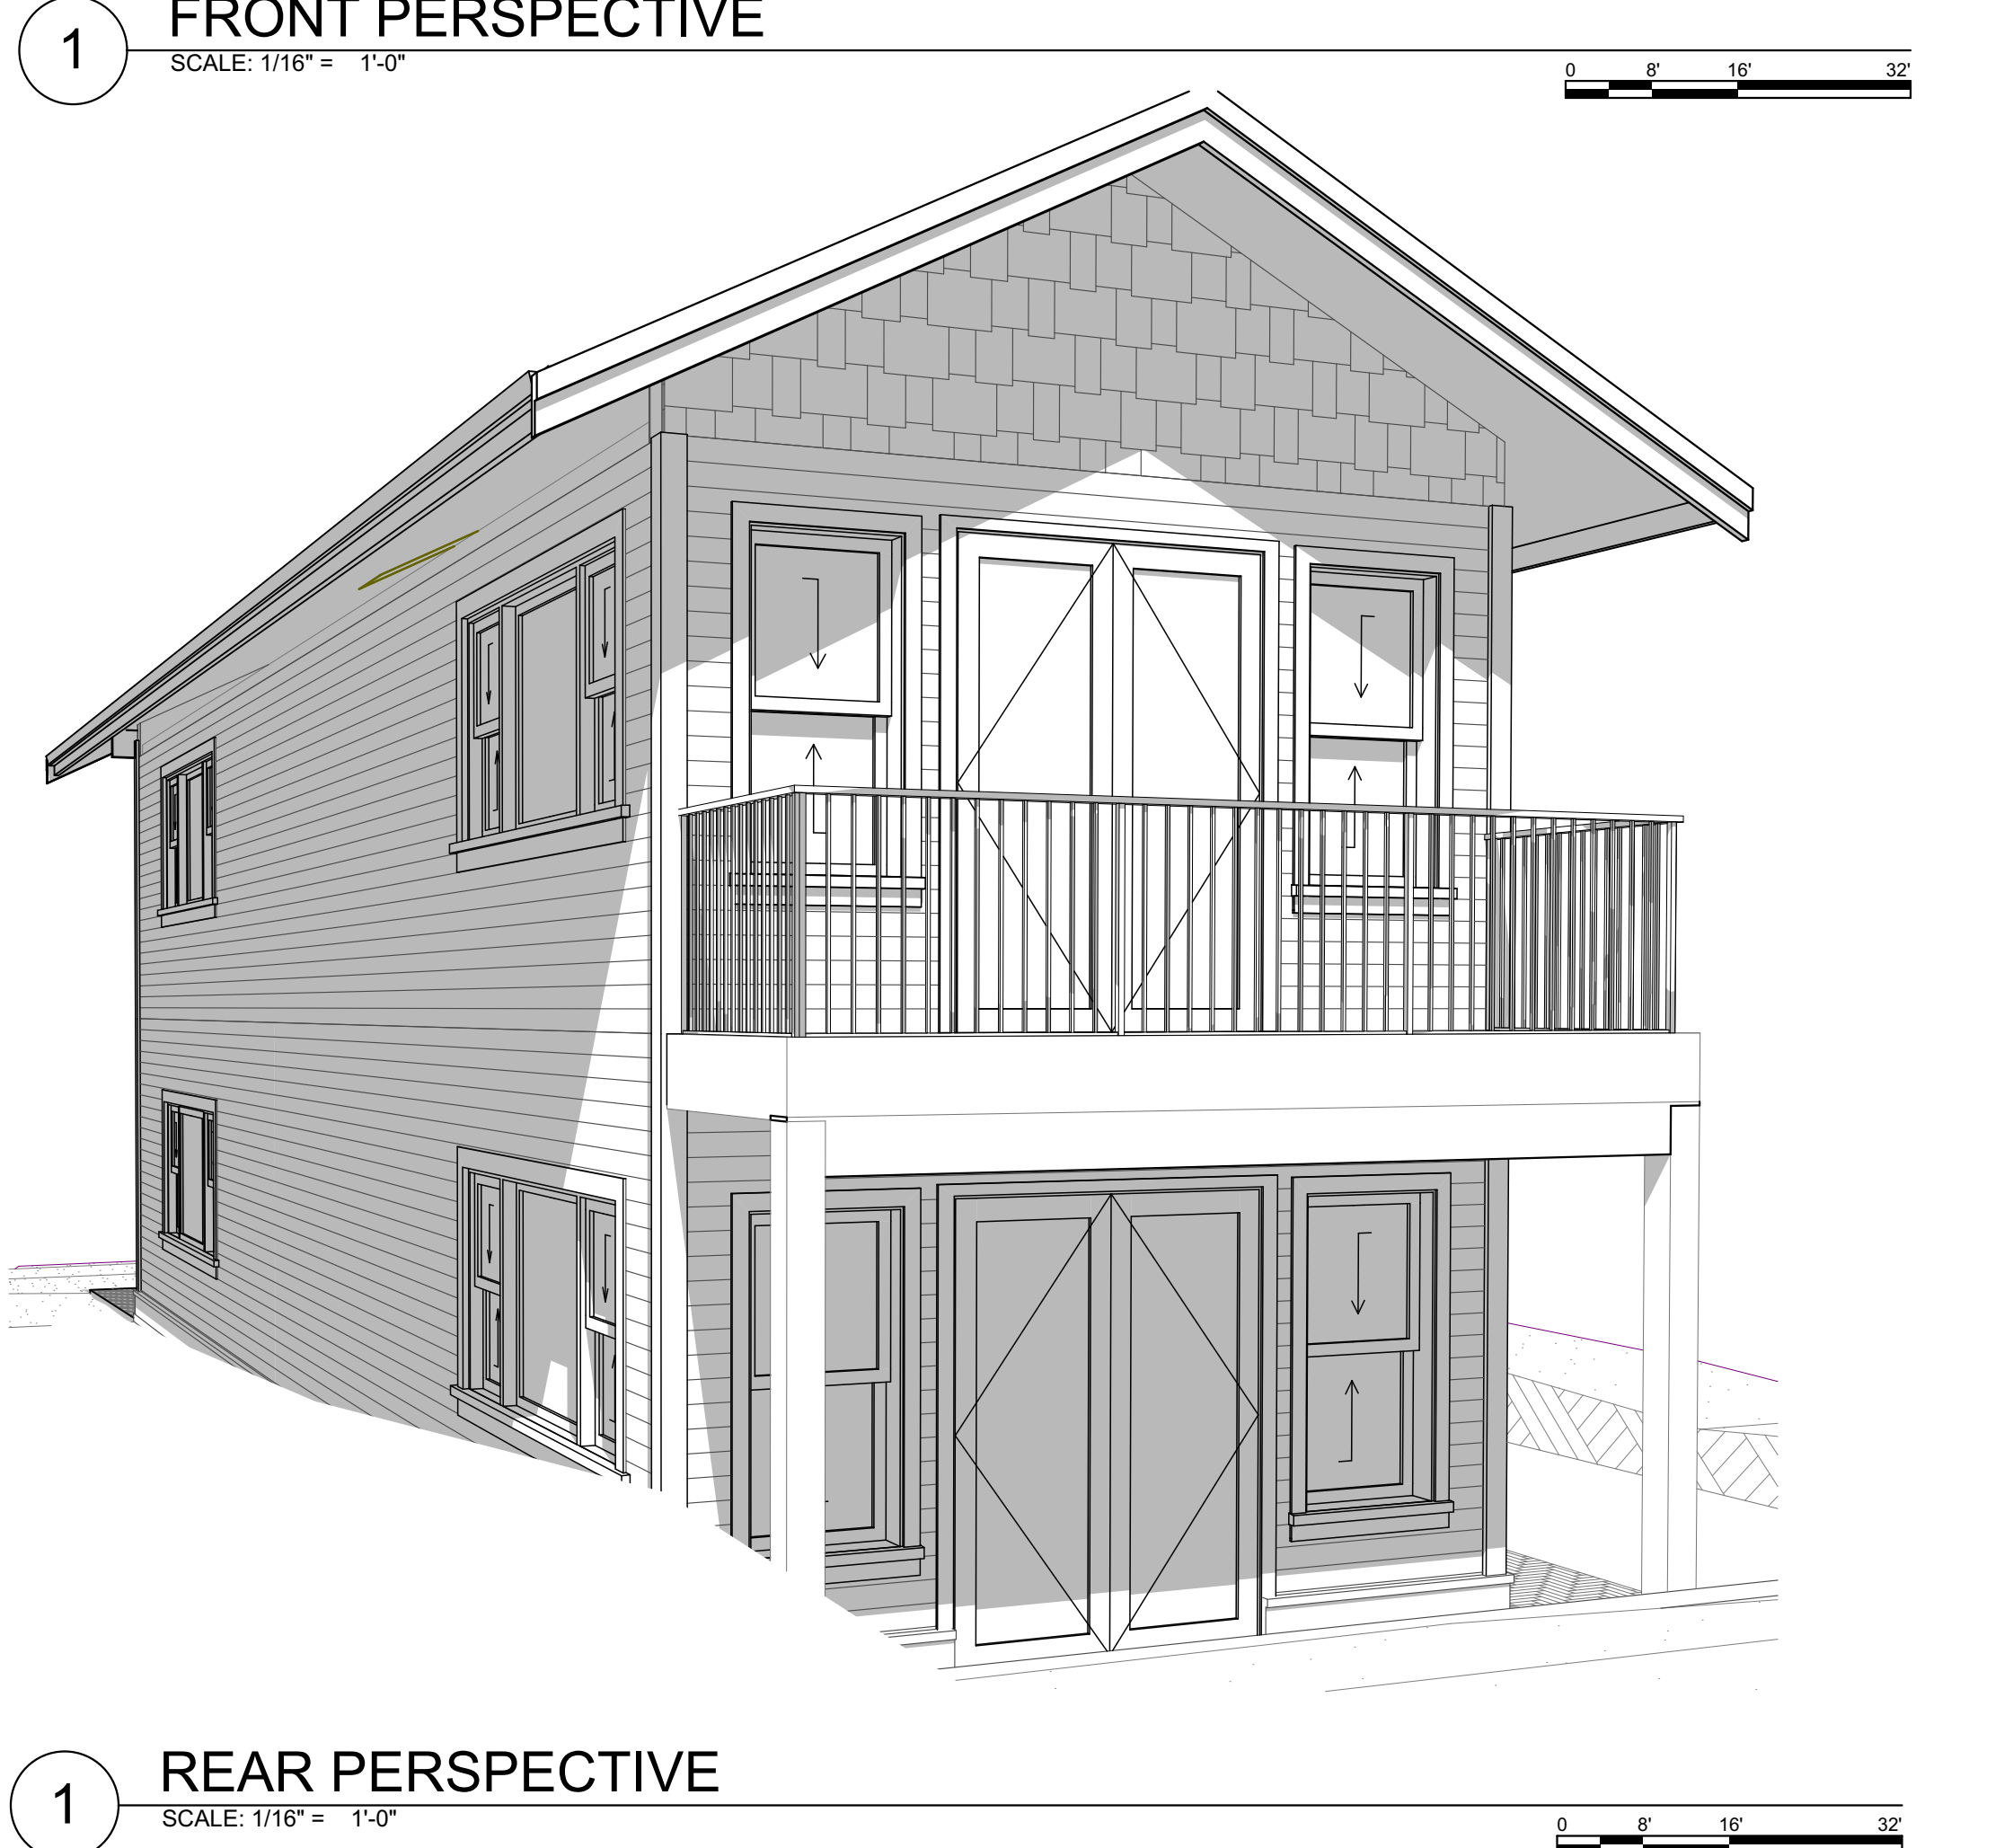 1
FRONT PERSPECTIVE
SCALE: 1/16" = 1'-0"
0 8' 16' 32'
1
REAR PERSPECTIVE
SCALE: 1/16" = 1'-0"
0 8' 16' 32'